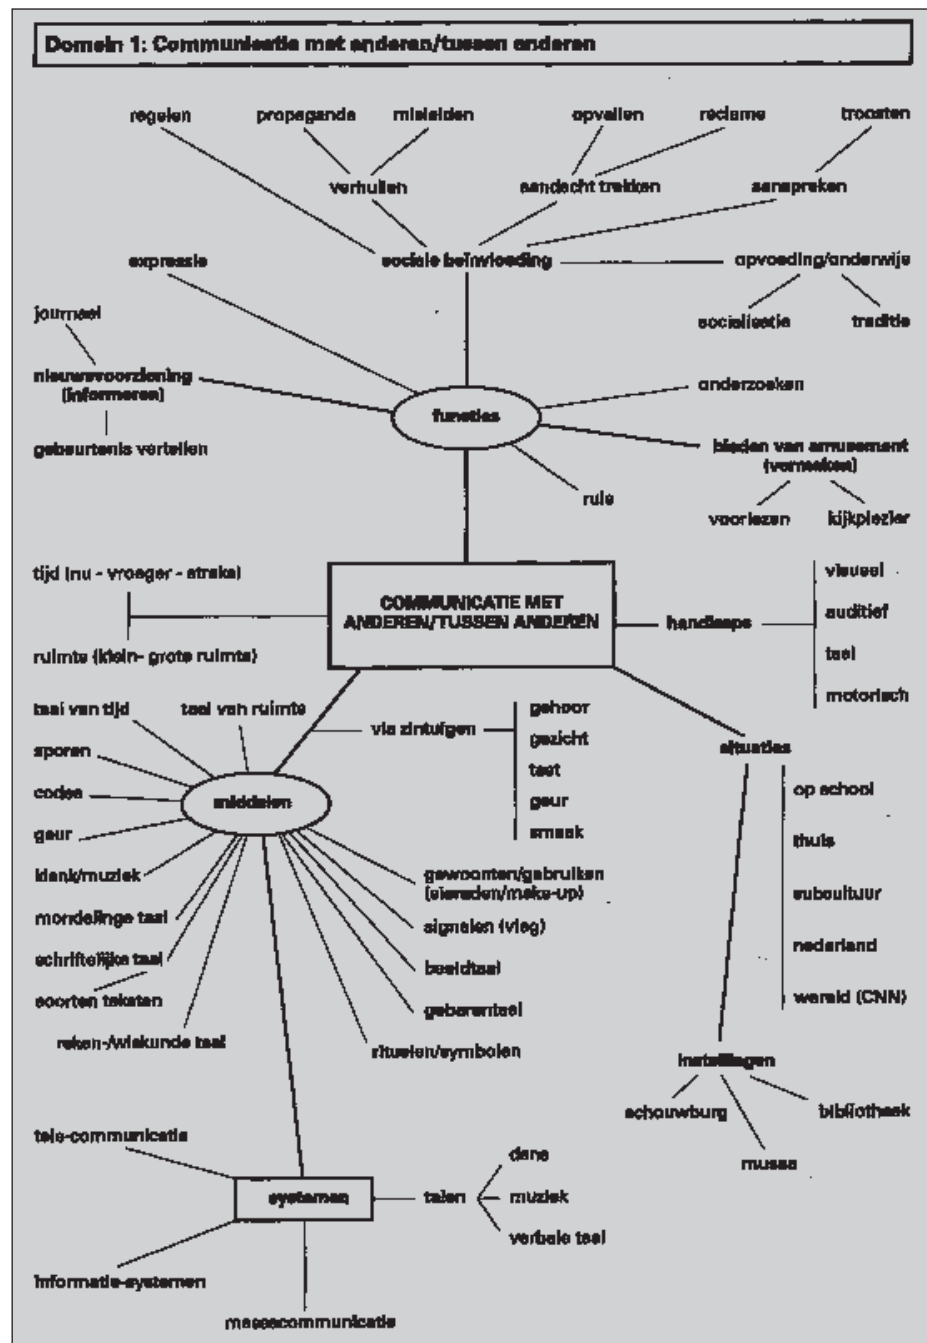 Domein 1: Communicatie met anderen/tussen anderen
regelen propaganda misleiden opvallen reclame troosten
verhullen aandacht trekken aanspreken
expressie sociale beïnvloeding opvoeding/onderwijs
journaal socialisatie traditie
nieuwsvoorziening
(informeren)
onderzoeken
functies
gebeurtenis vertellen
bieden van amusement
(vermaken)
ruis
voorlezen kijkplezier
tijd (nu - vroeger - straks)
COMMUNICATIE MET
ANDEREN/TUSSEN ANDEREN
handicaps
visueel
auditief
taal
motorisch
ruimte (klein- grote ruimte)
taal van tijd taal van ruimte
via zintuigen
gehoor
gezicht
tast
geur
smaak
situaties
sporen
codes
middelen
geur
klank/muziek
mondelinge taal
schriftelijke taal
soorten teksten
reken-/wiskunde taal
gewoonten/gebruiken
(sieraden/make-up)
signalen (vlag)
beeldtaal
gebarentaal
rituelen/symbolen
op school
thuis
subcultuur
nederland
wereld (CNN)
instellingen
schouwburg bibliotheek
musea
tele-communicatie
systemen
talen
dans
muziek
verbale taal
informatie-systemen
massacommunicatie